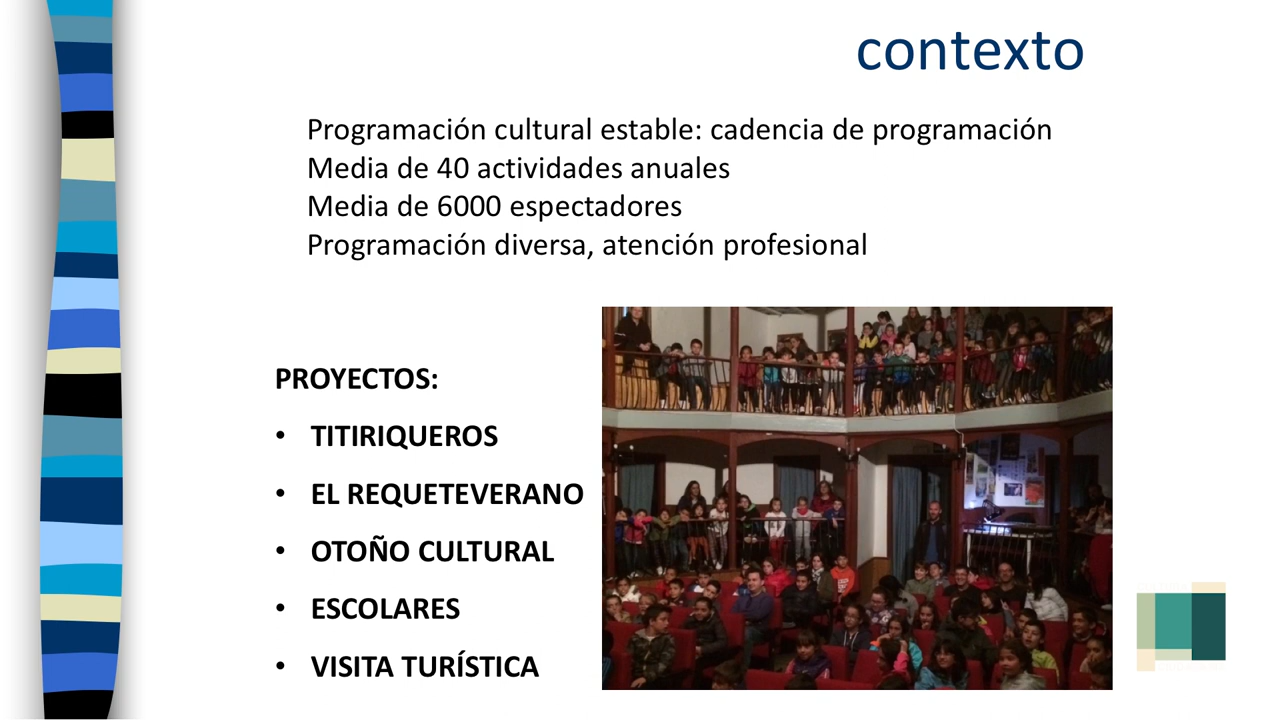 contexto
Programación cultural estable: cadencia de programación
Media de 40 actividades anuales
Media de 6000 espectadores
Programación diversa, atención profesional
PROYECTOS:
• TITIRIQUEROS
• EL REQUETEVERANO
• OTOÑO CULTURAL
• ESCOLARES
• VISITA TURÍSTICA